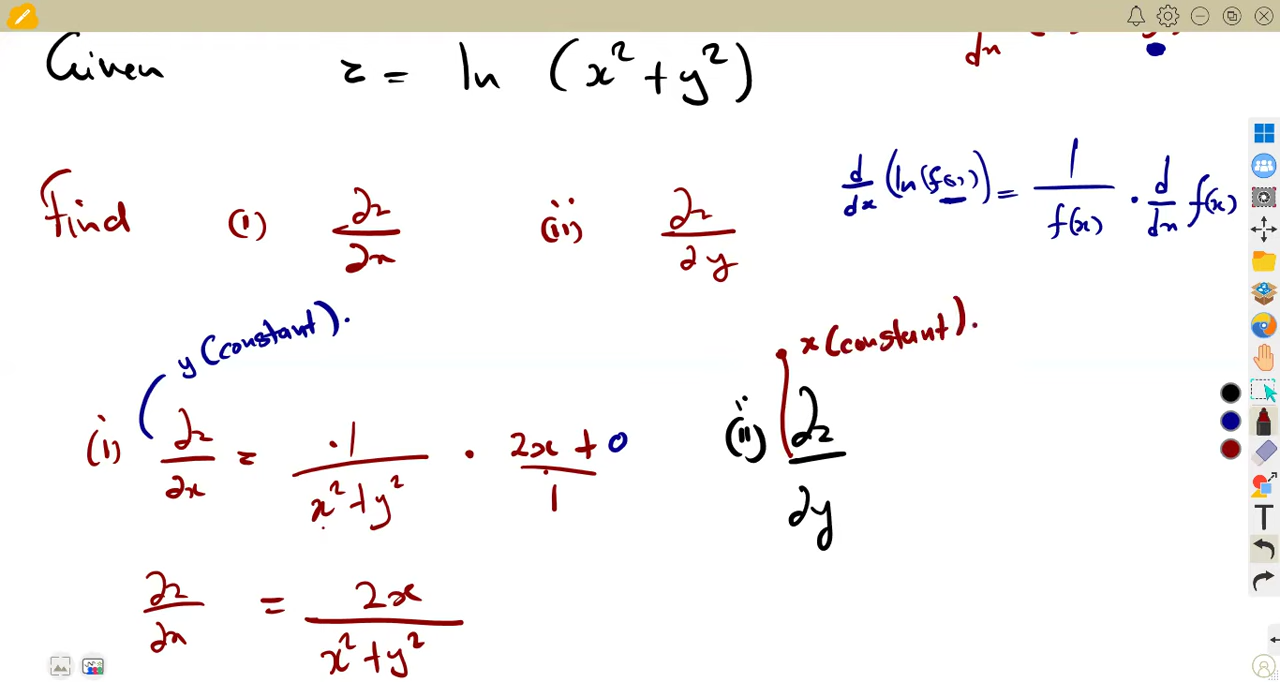 Given z = ln (x² + y²)
dx
d/dx (ln(f(x))) = 1/f(x) · d/dx f(x)
Find (i) ∂z/∂x (ii) ∂z/∂y
y (constant).
x (constant).
(i) ∂z/∂x = 1/(x² + y²) · (2x + 0)/1
(ii) ∂z/∂y
∂z/∂x = 2x/(x² + y²)
T